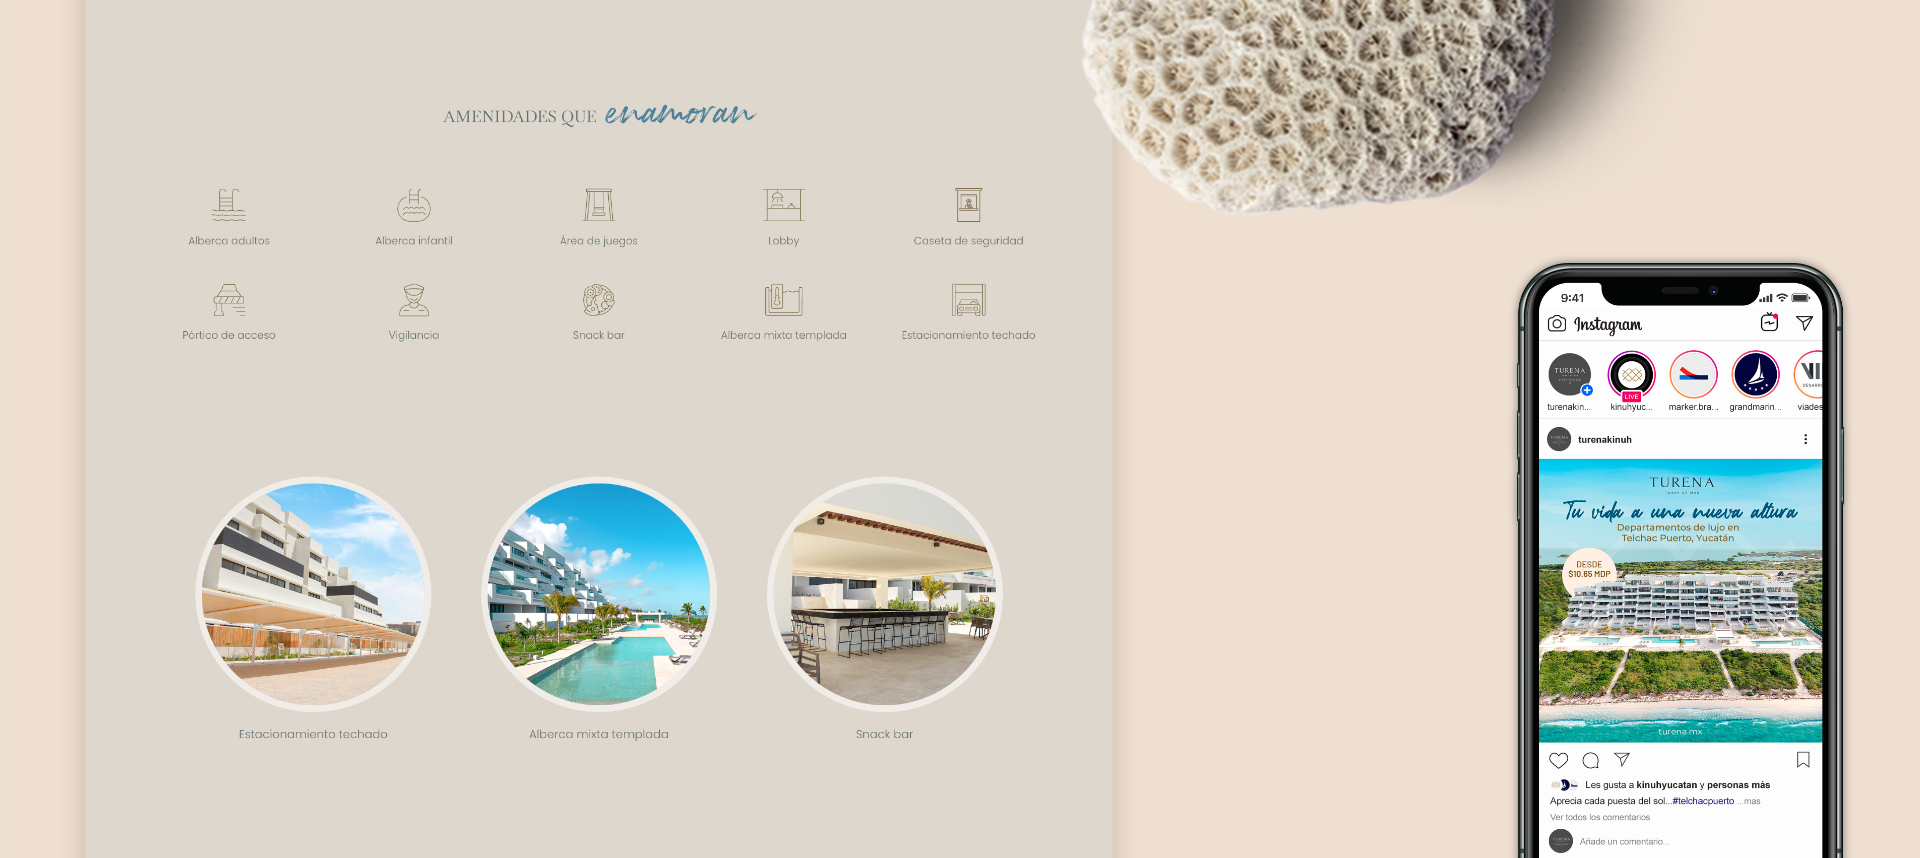 AMENIDADES QUE enamoran
Alberca adultos
Alberca infantil
Área de juegos
Lobby
Caseta de seguridad
Pórtico de acceso
Vigilancia
Snack bar
Alberca mixta templada
Estacionamiento techado
Estacionamiento techado
Alberca mixta templada
Snack bar
9:41
Instagram
TURENA
LIVE
turenakin...
kinuhyuc...
marker.bra...
grandmarin...
viades
turenakinuh
TURENA
Tu vida a una nueva altura
Departamentos de lujo en
Telchac Puerto, Yucatán
DESDE
$10.65 MDP
turena.mx
Les gusta a kinuhyucatan y personas más
Aprecia cada puesta del sol...#telchacpuerto ...mas
Ver todos los comentarios
Añade un comentario...